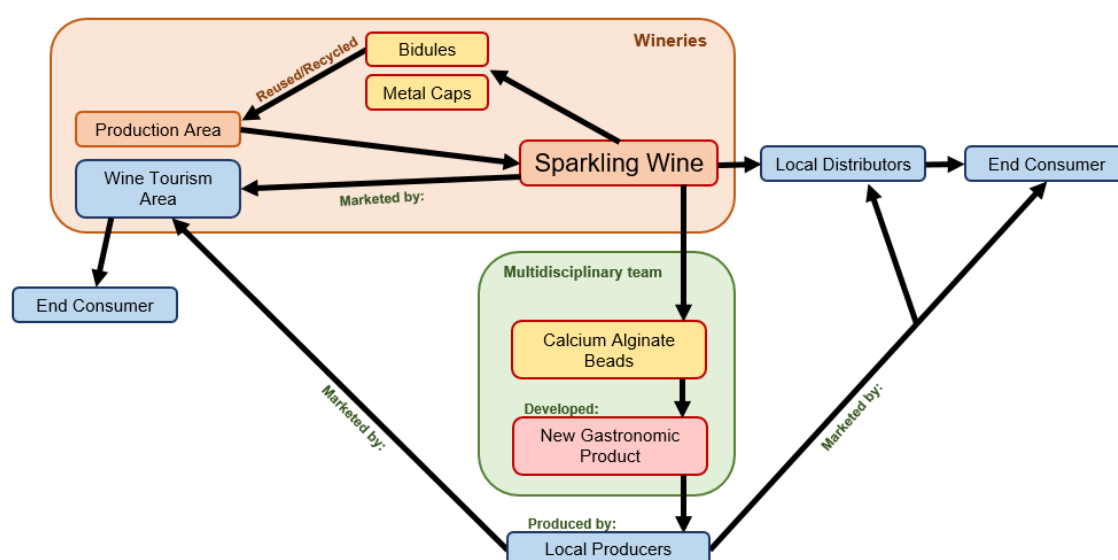 Wineries
Bidules
Reused/Recycled
Metal Caps
Production Area
Sparkling Wine
Local Distributors
End Consumer
Wine Tourism
Area
Marketed by:
Multidisciplinary team
End Consumer
Calcium Alginate
Beads
Marketed by:
Marketed by:
Developed:
New Gastronomic
Product
Produced by:
Local Producers